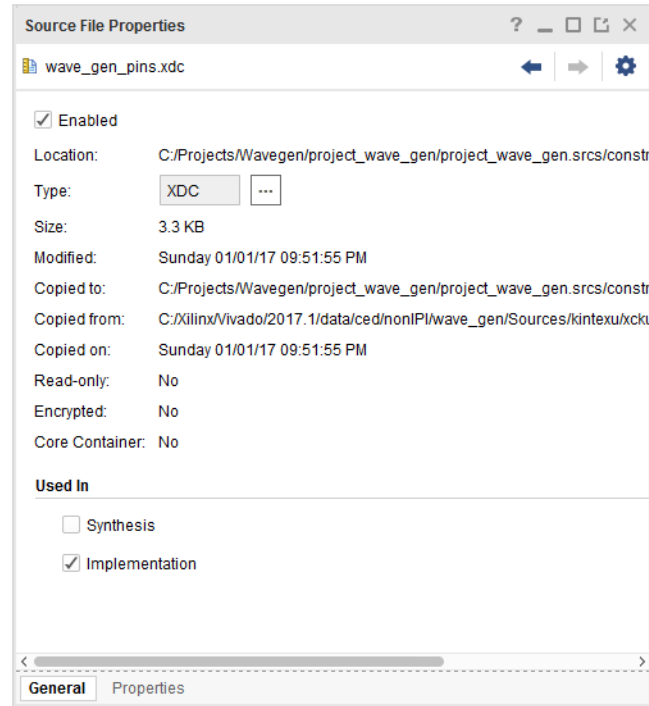 Source File Properties
wave_gen_pins.xdc
Enabled
Location: C:/Projects/Wavegen/project_wave_gen/project_wave_gen.srcs/constr
Type: XDC ...
Size: 3.3 KB
Modified: Sunday 01/01/17 09:51:55 PM
Copied to: C:/Projects/Wavegen/project_wave_gen/project_wave_gen.srcs/constr
Copied from: C:/Xilinx/Vivado/2017.1/data/ced/nonIPI/wave_gen/Sources/kintexu/xcku
Copied on: Sunday 01/01/17 09:51:55 PM
Read-only: No
Encrypted: No
Core Container: No
Used In
Synthesis
Implementation
General Properties